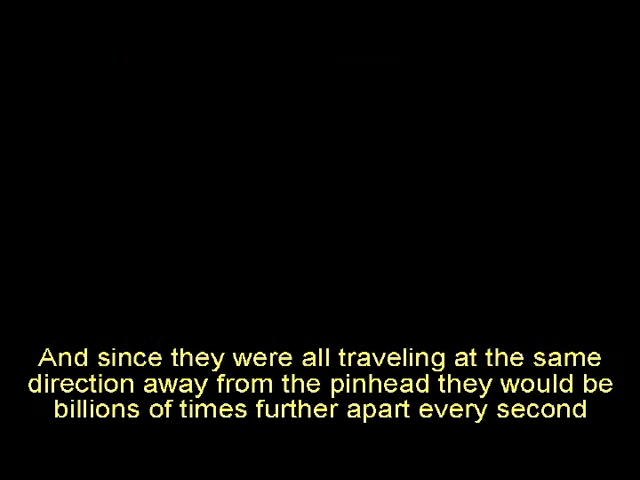 And since they were all traveling at the same
direction away from the pinhead they would be
billions of times further apart every second